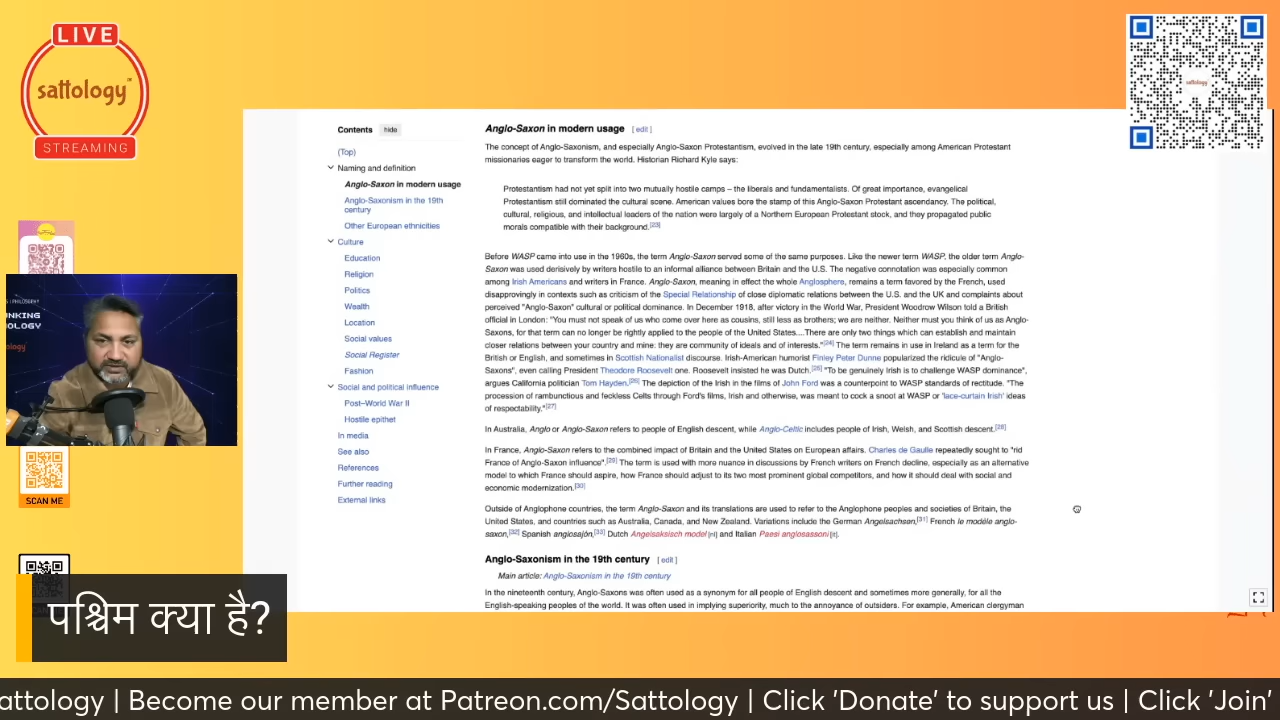 LIVE
sattology™
STREAMING
Contents hide
(Top)
Naming and definition
Anglo-Saxon in modern usage
Anglo-Saxonism in the 19th
century
Other European ethnicities
Culture
Education
Religion
Politics
Wealth
Location
Social values
Social Register
Fashion
Social and political influence
Post–World War II
Hostile epithet
In media
See also
References
Further reading
External links
Anglo-Saxon in modern usage [ edit ]
The concept of Anglo-Saxonism, and especially Anglo-Saxon Protestantism, evolved in the late 19th century, especially among American Protestant
missionaries eager to transform the world. Historian Richard Kyle says:
Protestantism had not yet split into two mutually hostile camps – the liberals and fundamentalists. Of great importance, evangelical
Protestantism still dominated the cultural scene. American values bore the stamp of this Anglo-Saxon Protestant ascendancy. The political,
cultural, religious, and intellectual leaders of the nation were largely of a Northern European Protestant stock, and they propagated public
morals compatible with their background.[23]
Before WASP came into use in the 1960s, the term Anglo-Saxon served some of the same purposes. Like the newer term WASP, the older term Anglo-
Saxon was used derisively by writers hostile to an informal alliance between Britain and the U.S. The negative connotation was especially common
among Irish Americans and writers in France. Anglo-Saxon, meaning in effect the whole Anglosphere, remains a term favored by the French, used
disapprovingly in contexts such as criticism of the Special Relationship of close diplomatic relations between the U.S. and the UK and complaints about
perceived "Anglo-Saxon" cultural or political dominance. In December 1918, after victory in the World War, President Woodrow Wilson told a British
official in London: "You must not speak of us who come over here as cousins, still less as brothers; we are neither. Neither must you think of us as Anglo-
Saxons, for that term can no longer be rightly applied to the people of the United States....There are only two things which can establish and maintain
closer relations between your country and mine: they are community of ideals and of interests."[24] The term remains in use in Ireland as a term for the
British or English, and sometimes in Scottish Nationalist discourse. Irish-American humorist Finley Peter Dunne popularized the ridicule of "Anglo-
Saxons", even calling President Theodore Roosevelt one. Roosevelt insisted he was Dutch.[25] "To be genuinely Irish is to challenge WASP dominance",
argues California politician Tom Hayden.[26] The depiction of the Irish in the films of John Ford was a counterpoint to WASP standards of rectitude. "The
procession of rambunctious and feckless Celts through Ford's films, Irish and otherwise, was meant to cock a snoot at WASP or 'lace-curtain Irish' ideas
of respectability."[27]
In Australia, Anglo or Anglo-Saxon refers to people of English descent, while Anglo-Celtic includes people of Irish, Welsh, and Scottish descent.[28]
In France, Anglo-Saxon refers to the combined impact of Britain and the United States on European affairs. Charles de Gaulle repeatedly sought to "rid
France of Anglo-Saxon influence".[29] The term is used with more nuance in discussions by French writers on French decline, especially as an alternative
model to which France should aspire, how France should adjust to its two most prominent global competitors, and how it should deal with social and
economic modernization.[30]
Outside of Anglophone countries, the term Anglo-Saxon and its translations are used to refer to the Anglophone peoples and societies of Britain, the
United States, and countries such as Australia, Canada, and New Zealand. Variations include the German Angelsachsen,[31] French le modèle anglo-
saxon,[32] Spanish anglosajón,[33] Dutch Angelsaksisch model [nl] and Italian Paesi anglosassoni [it].
Anglo-Saxonism in the 19th century [ edit ]
Main article: Anglo-Saxonism in the 19th century
In the nineteenth century, Anglo-Saxons was often used as a synonym for all people of English descent and sometimes more generally, for all the
English-speaking peoples of the world. It was often used in implying superiority, much to the annoyance of outsiders. For example, American clergyman
SCAN ME
पश्चिम क्या है?
attology | Become our member at Patreon.com/Sattology | Click 'Donate' to support us | Click 'Join'